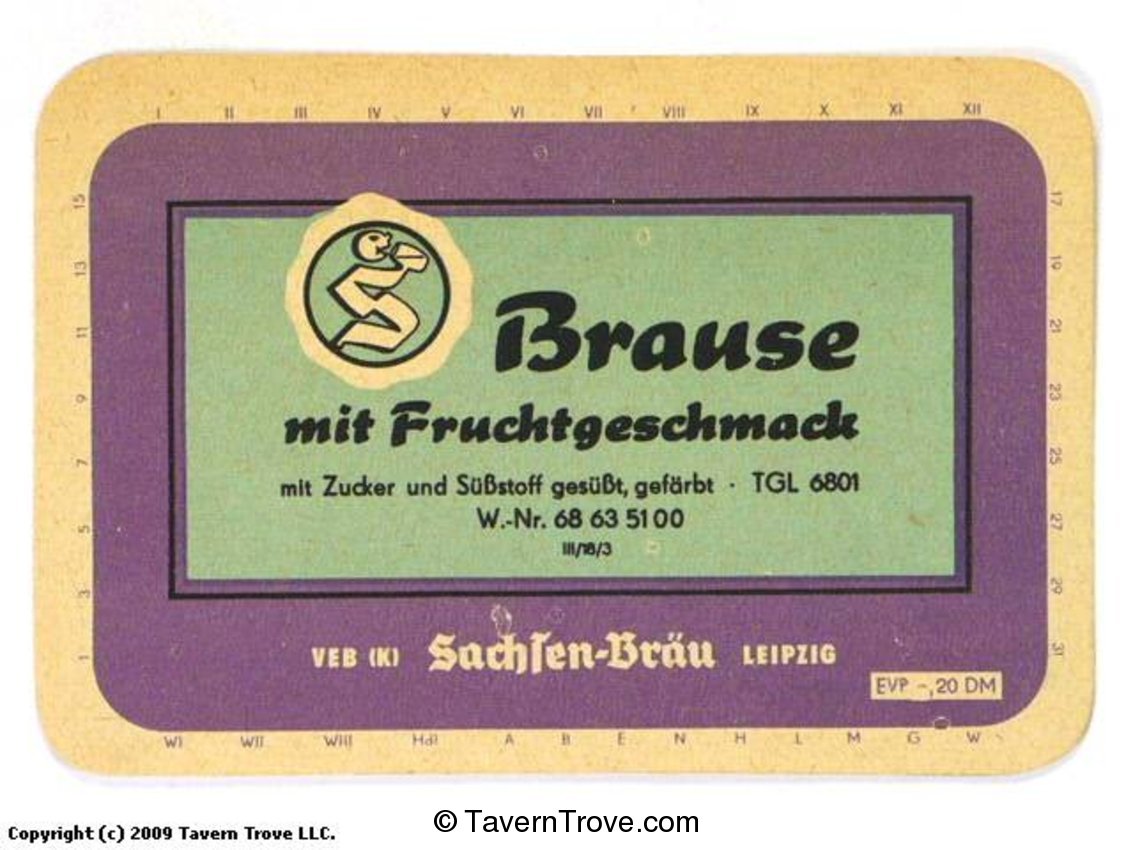 I II III IV V VI VII VIII IX X XI XII
15
13
11
9
7
5
3
1
17
19
21
23
25
27
29
31
Brause
mit Fruchtgeschmack
mit Zucker und Süßstoff gesüßt, gefärbt · TGL 6801
W.-Nr. 68 63 51 00
III/18/3
VEB (K) Sachsen-Bräu LEIPZIG
EVP -,20 DM
WI WII WIII Hdl A B E N H L M G W
© TavernTrove.com
Copyright (c) 2009 Tavern Trove LLC.